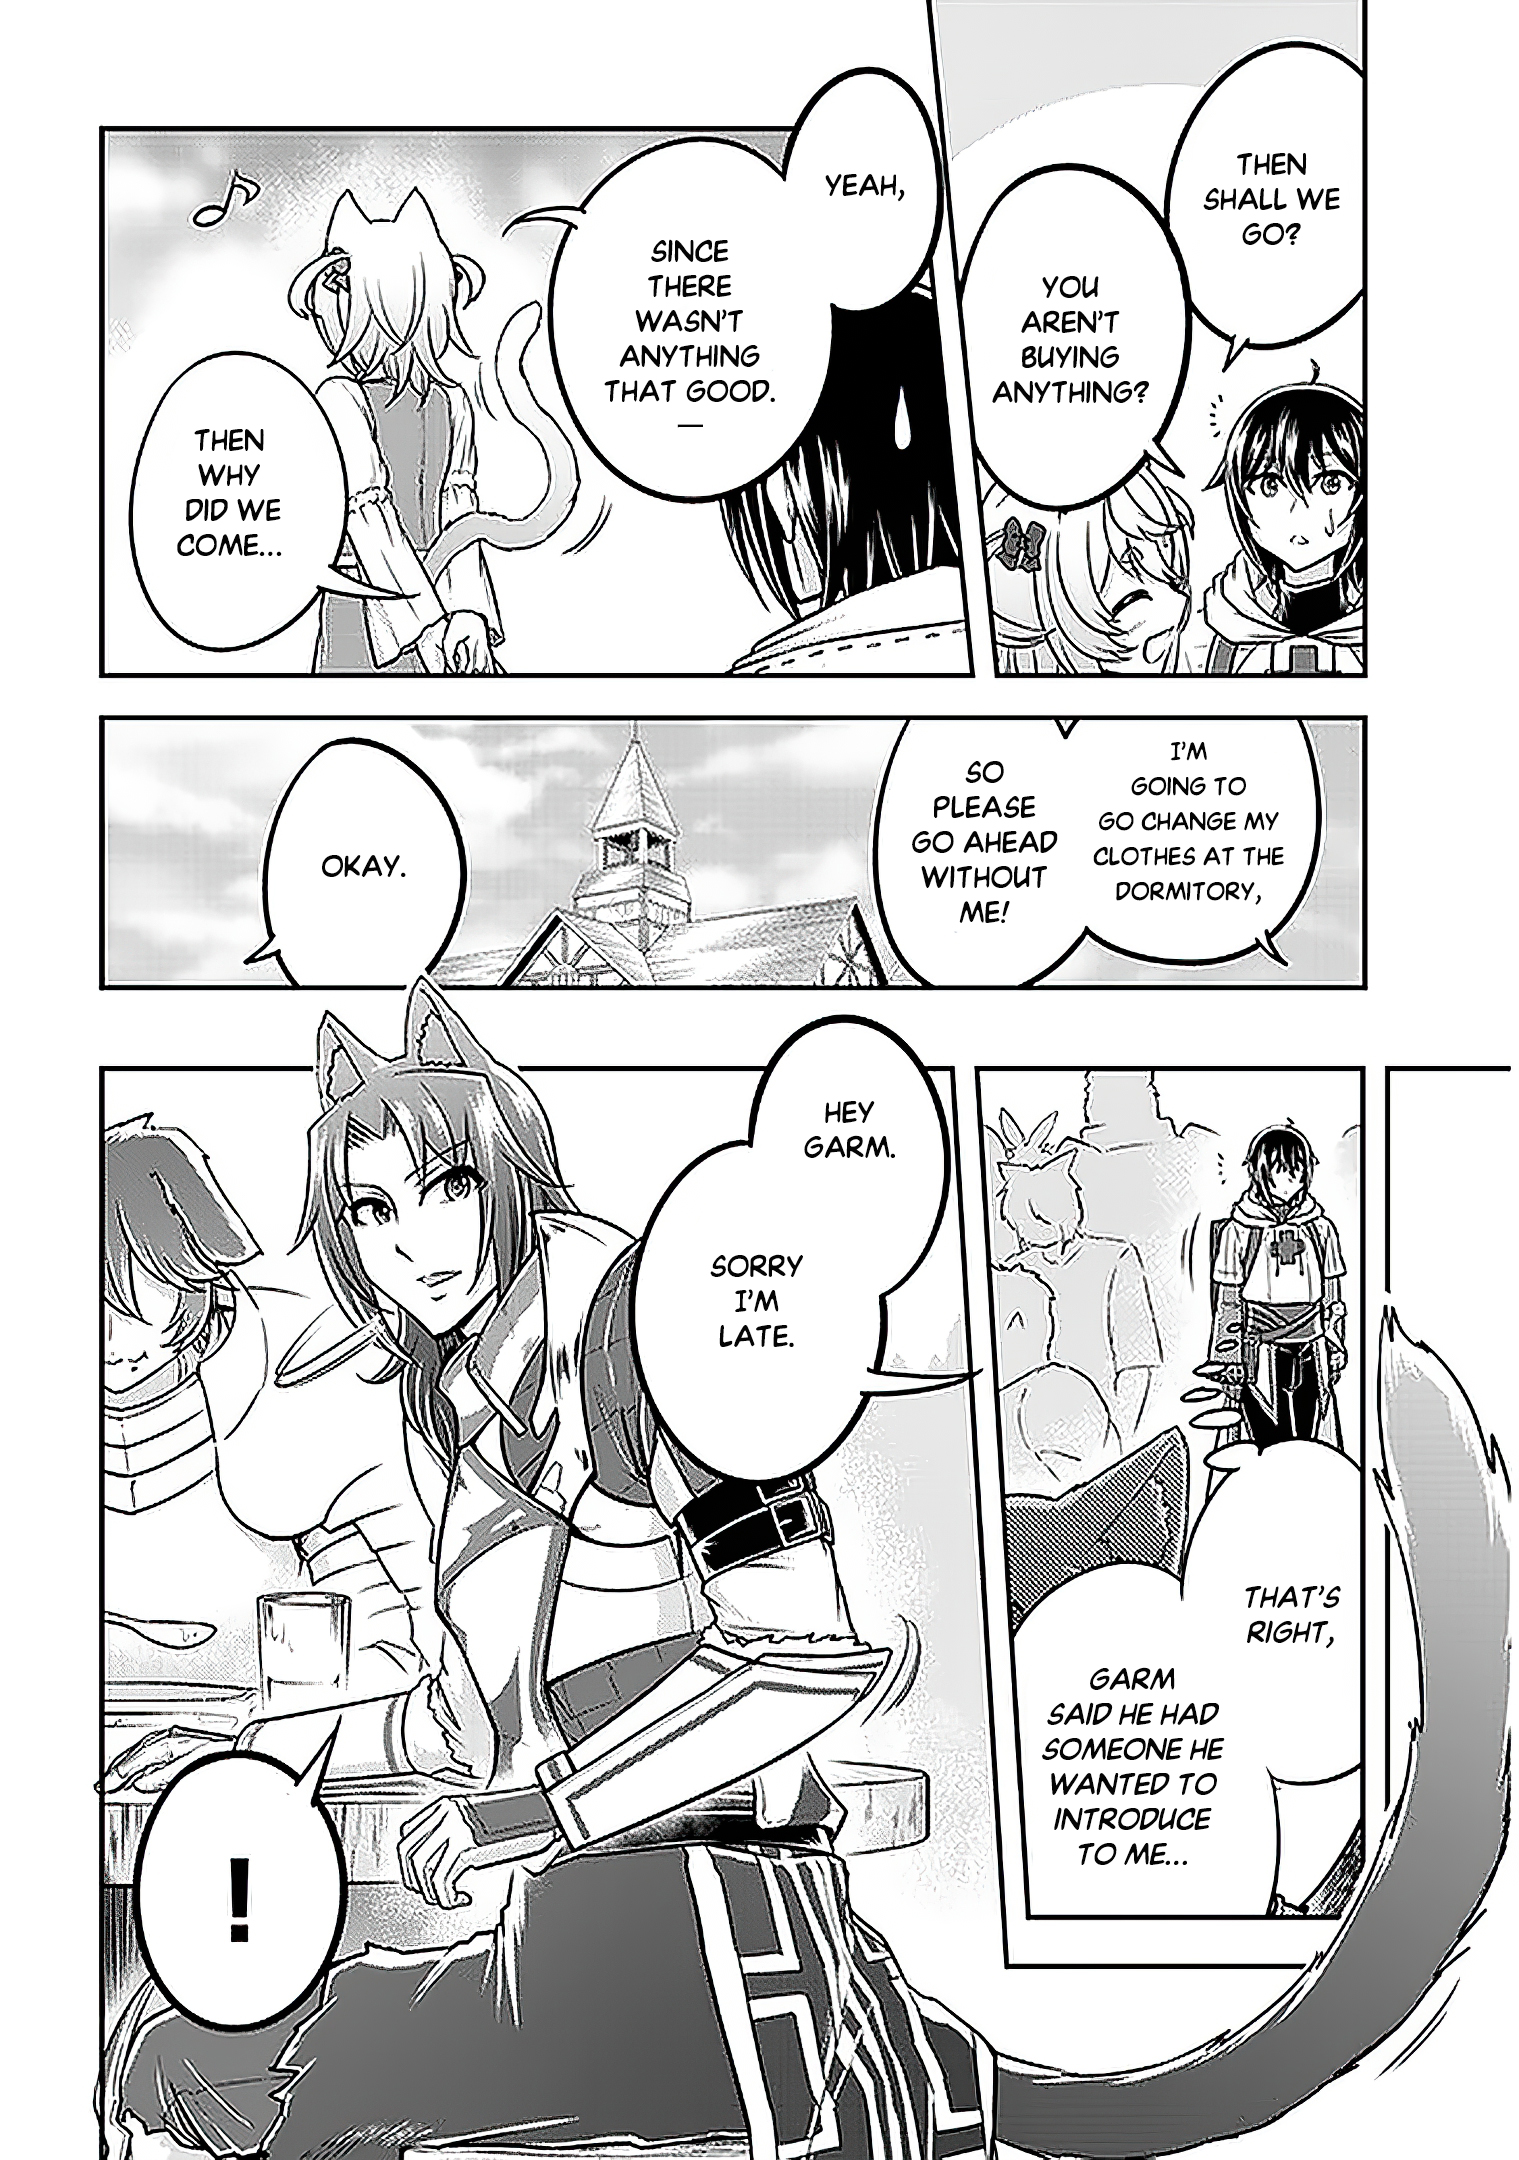 THEN
SHALL WE
GO?
YOU
AREN'T
BUYING
ANYTHING?
YEAH,
SINCE
THERE
WASN'T
ANYTHING
THAT GOOD.
—
THEN
WHY
DID WE
COME...
I'M
GOING TO
GO CHANGE MY
CLOTHES AT THE
DORMITORY,
SO
PLEASE
GO AHEAD
WITHOUT
ME!
OKAY.
THAT'S
RIGHT,
GARM
SAID HE HAD
SOMEONE HE
WANTED TO
INTRODUCE
TO ME...
HEY
GARM.
SORRY
I'M
LATE.
!